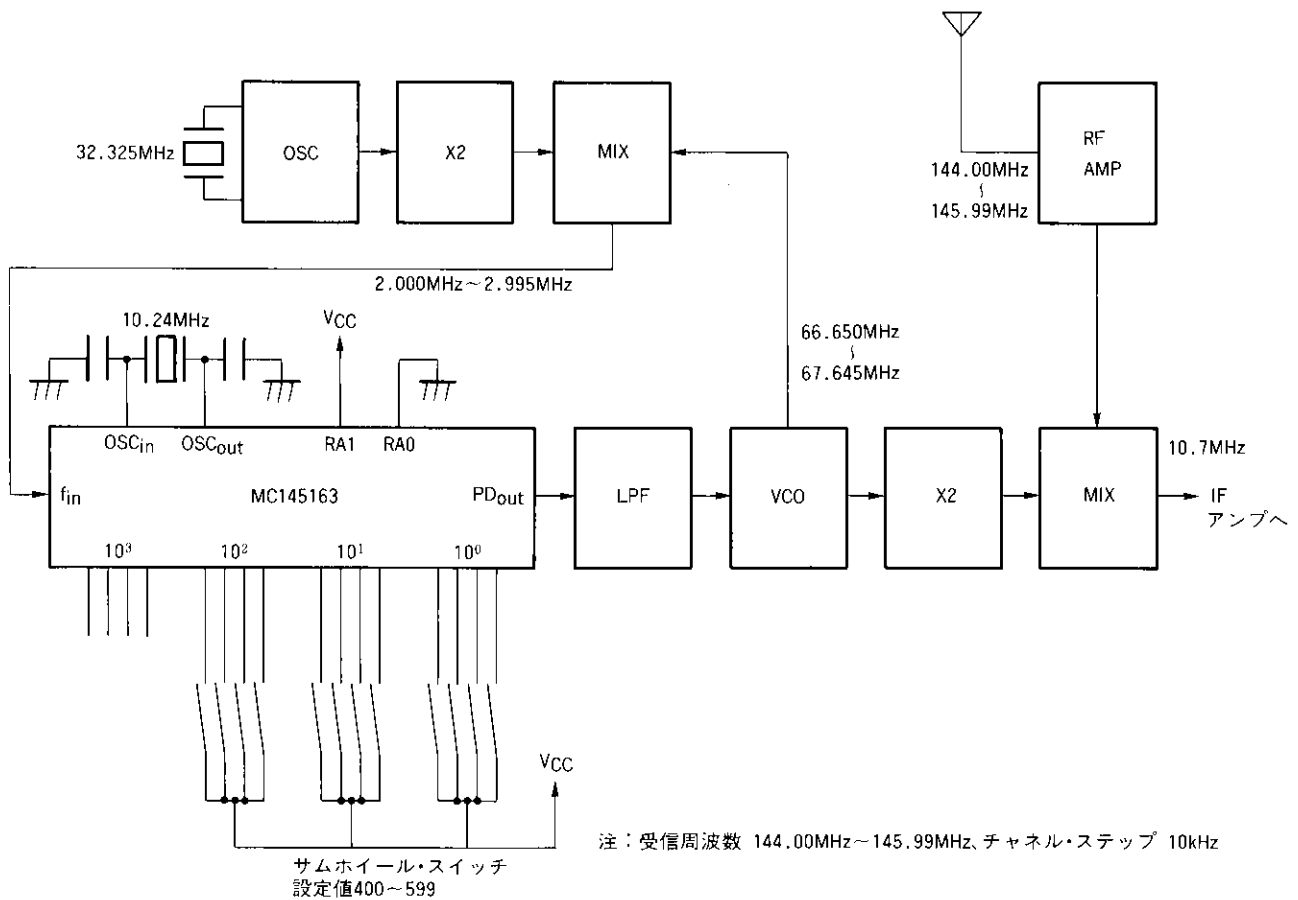 32.325MHz
OSC
X2
MIX
RF
AMP
144.00MHz
~
145.99MHz
2.000MHz~2.995MHz
10.24MHz
VCC
66.650MHz
~
67.645MHz
OSCin
OSCout
RA1
RA0
fin
MC145163
PDout
LPF
VCO
X2
MIX
10.7MHz
IF
アンプへ
10³
10²
10¹
10⁰
VCC
サムホイール・スイッチ
設定値400~599
注：受信周波数 144.00MHz~145.99MHz、チャネル・ステップ 10kHz